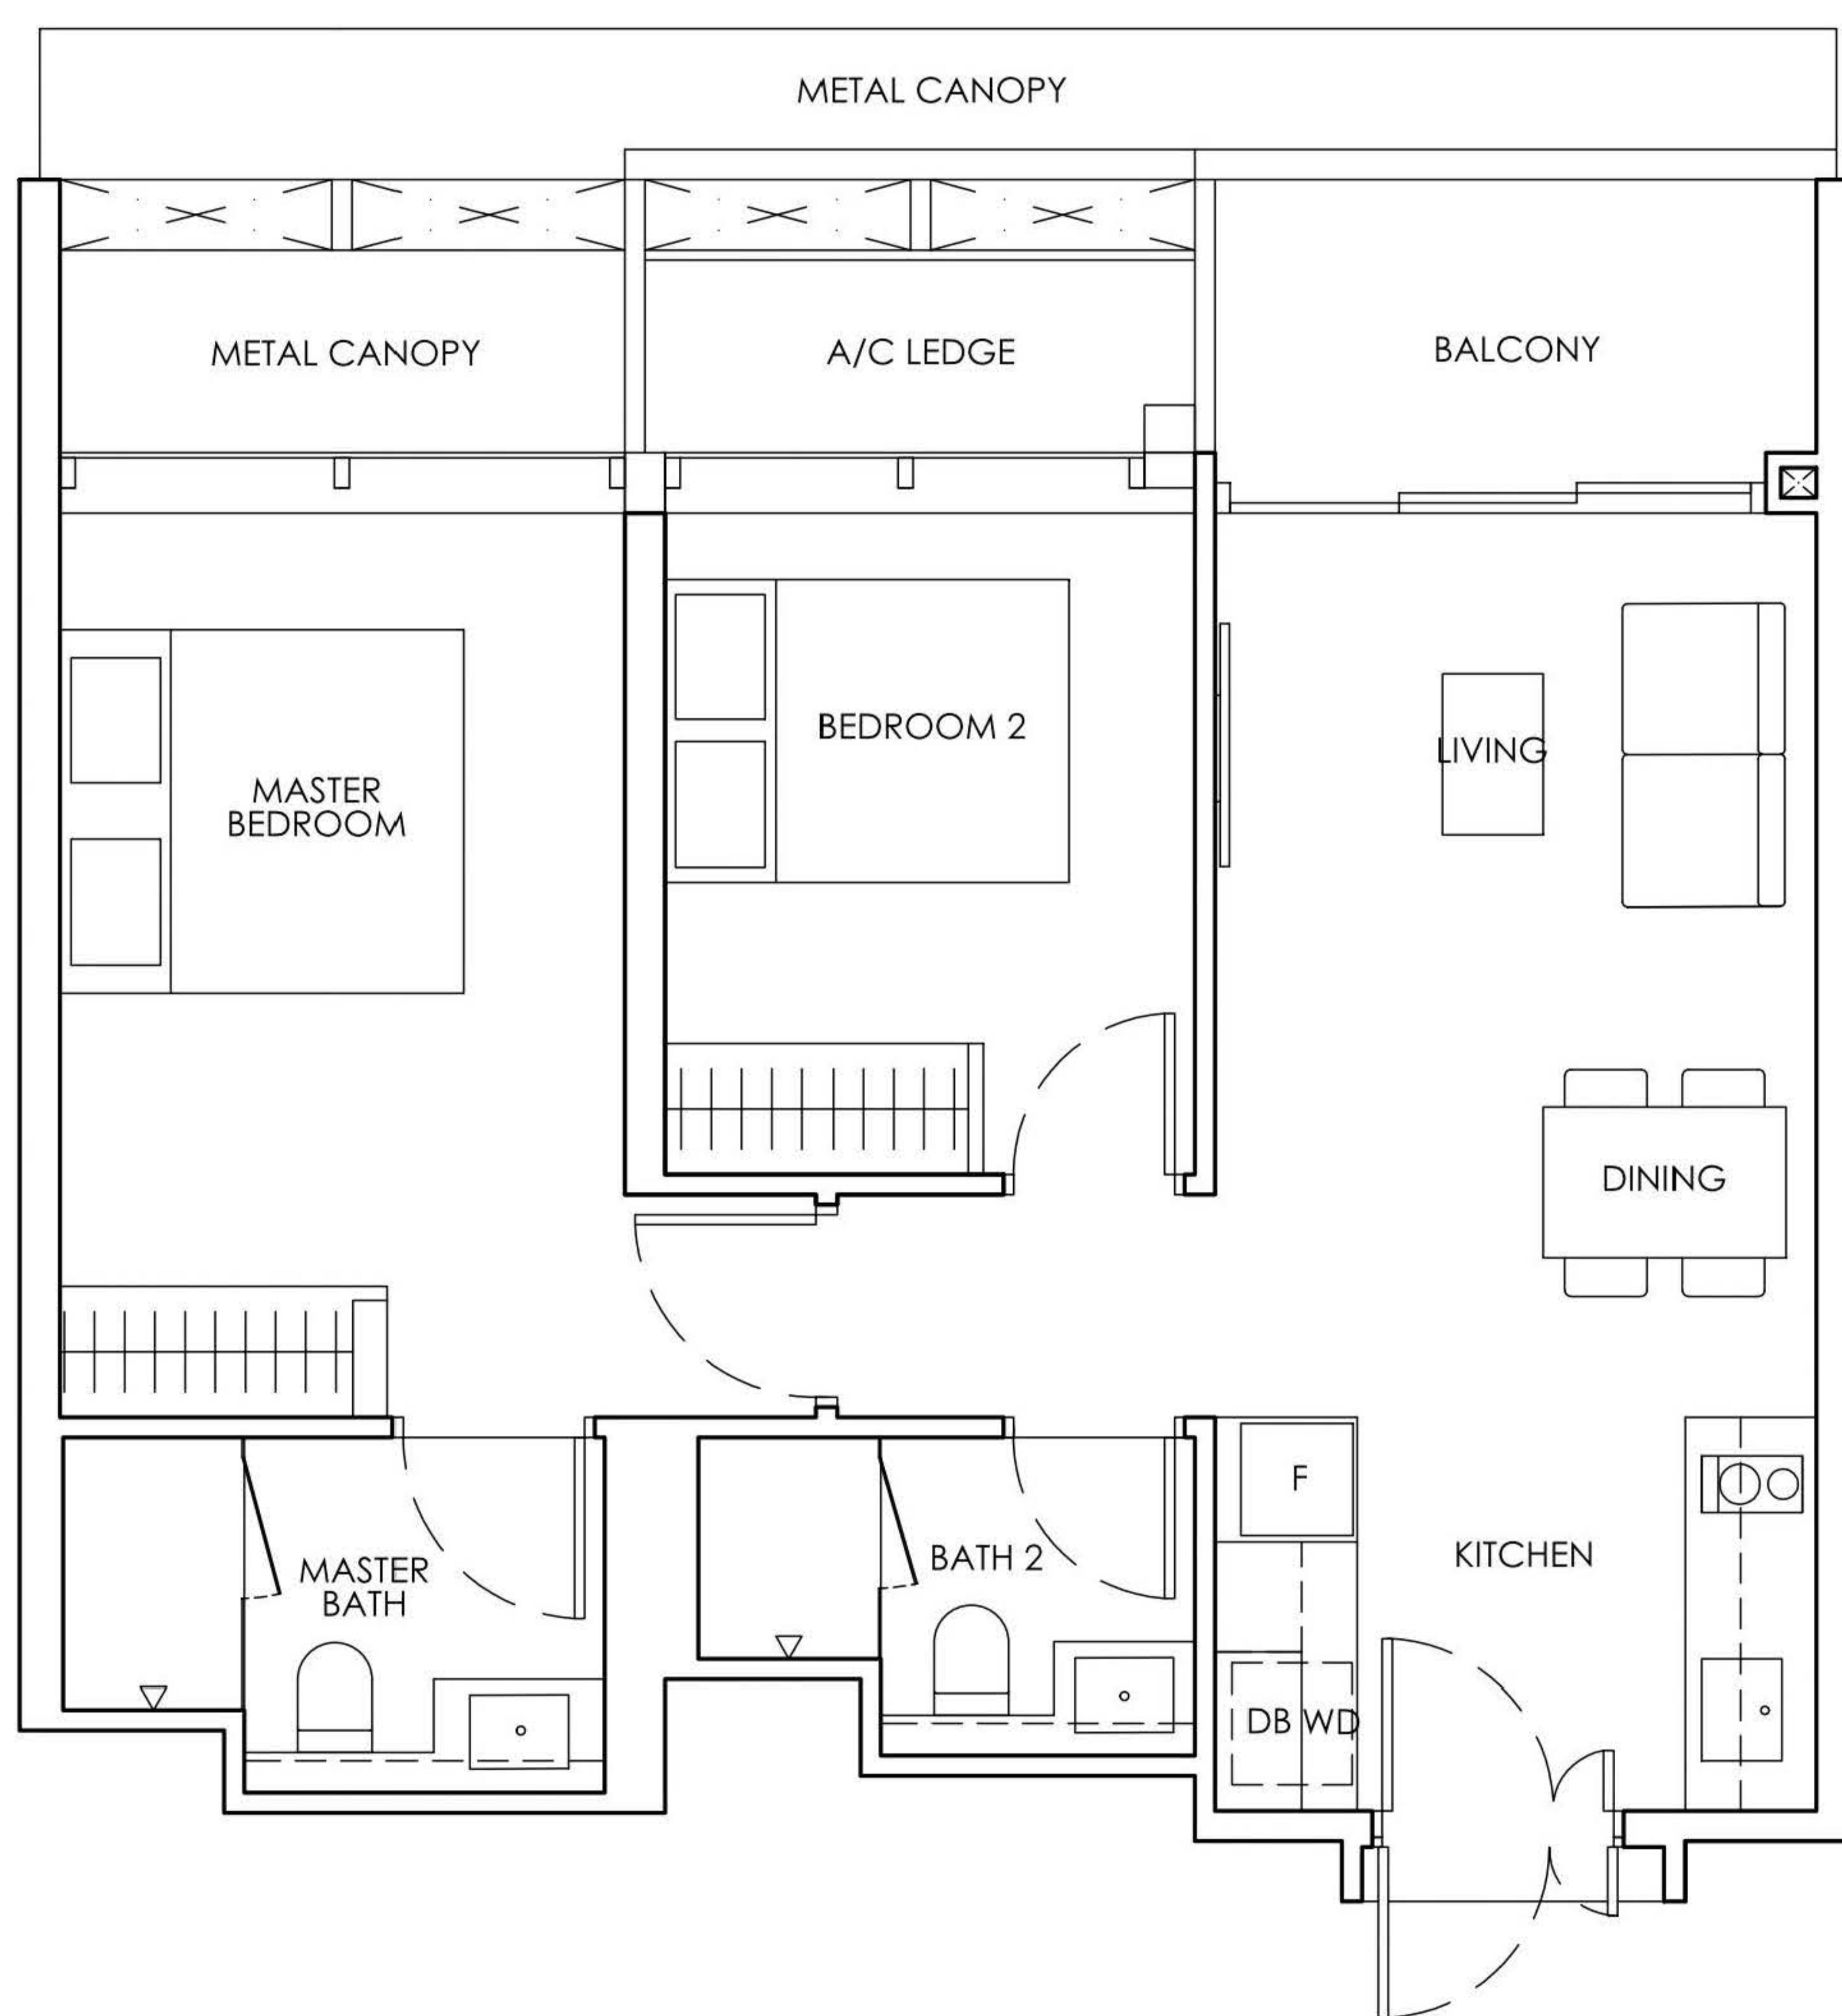 METAL CANOPY
METAL CANOPY
A/C LEDGE
BALCONY
MASTER
BEDROOM
BEDROOM 2
LIVING
DINING
F
KITCHEN
MASTER
BATH
BATH 2
DB WD